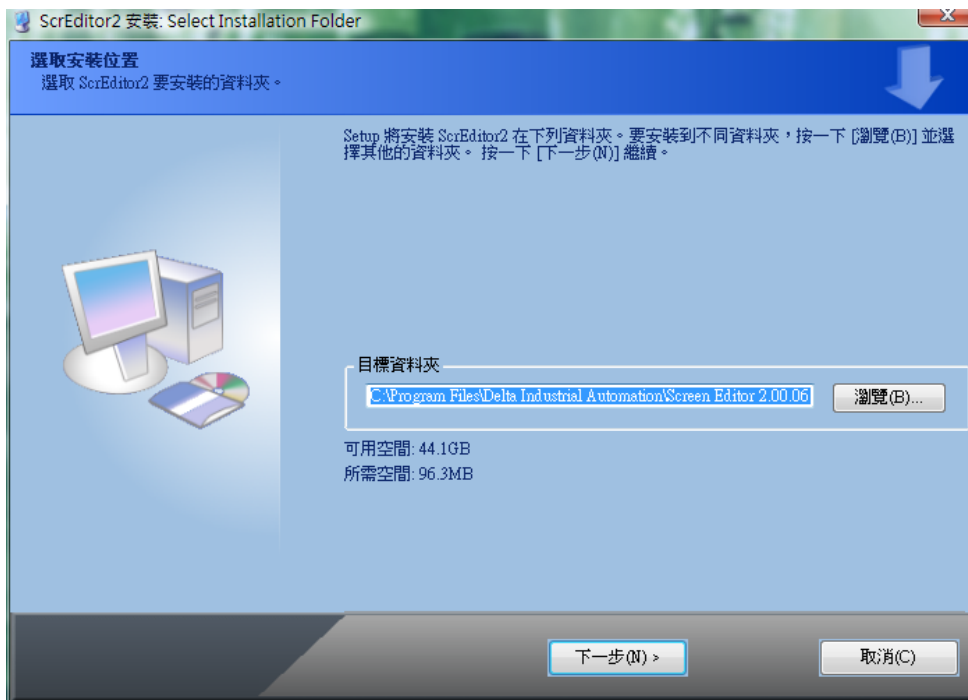 ScrEditor2 安裝: Select Installation Folder
選取安裝位置
選取 ScrEditor2 要安裝的資料夾。
Setup 將安裝 ScrEditor2 在下列資料夾。要安裝到不同資料夾，按一下 [瀏覽(B)] 並選
擇其他的資料夾。 按一下 [下一步(N)] 繼續。
目標資料夾
C:\Program Files\Delta Industrial Automation\Screen Editor 2.00.06
瀏覽(B)...
可用空間: 44.1GB
所需空間: 96.3MB
下一步(N) >
取消(C)